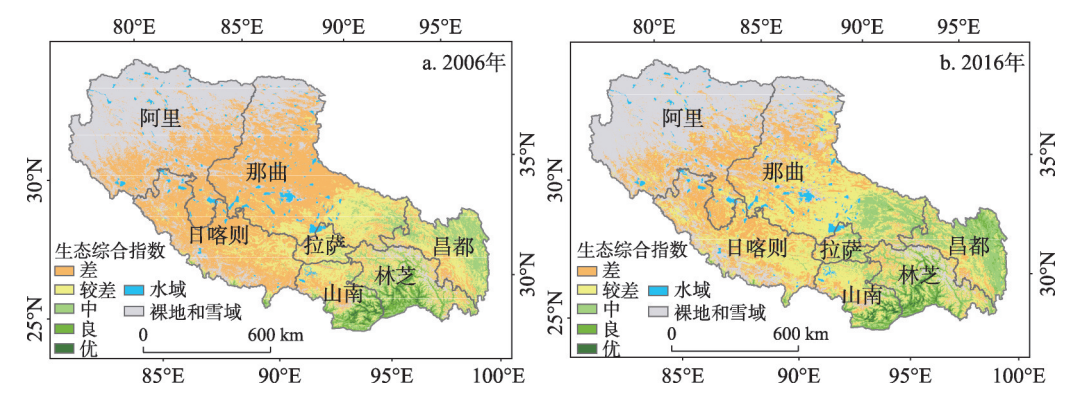 80°E 85°E 90°E 95°E
a. 2006年
阿里
那曲
日喀则
拉萨
昌都
林芝
山南
35°N
30°N
30°N
25°N
生态综合指数
差
较差
中
良
优
水域
裸地和雪域
0 600 km
85°E 90°E 95°E 100°E
80°E 85°E 90°E 95°E
b. 2016年
阿里
那曲
日喀则
拉萨
昌都
林芝
山南
35°N
30°N
30°N
25°N
生态综合指数
差
较差
中
良
优
水域
裸地和雪域
0 600 km
85°E 90°E 95°E 100°E